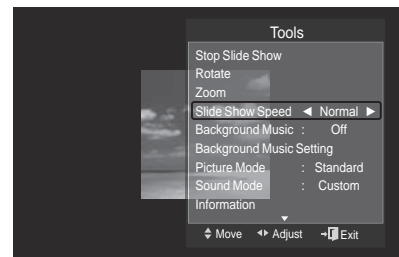 Tools
Stop Slide Show
Rotate
Zoom
Slide Show Speed ◀ Normal ▶
Background Music : Off
Background Music Setting
Picture Mode : Standard
Sound Mode : Custom
Information
Move Adjust Exit